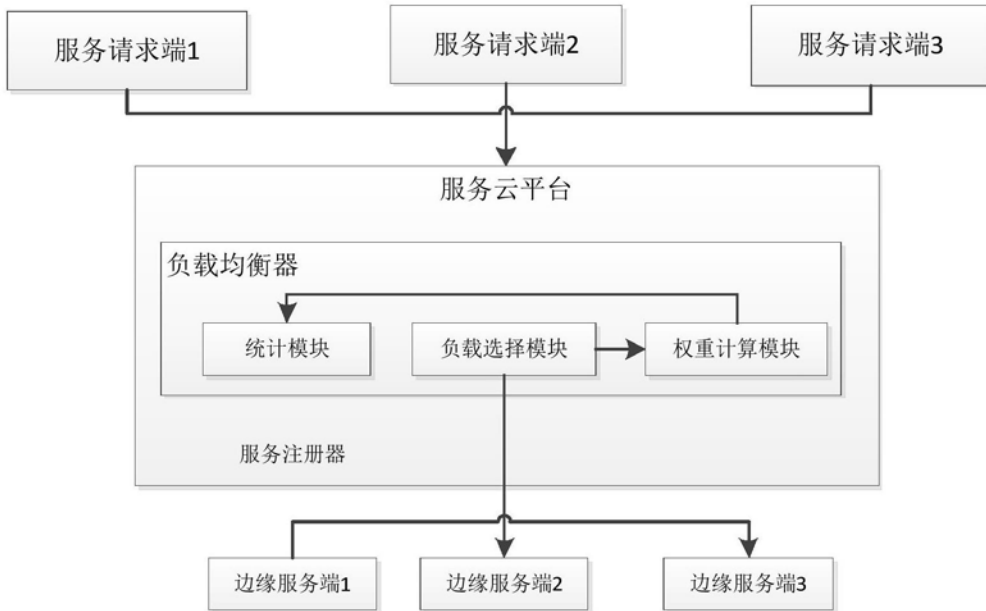 服务请求端1
服务请求端2
服务请求端3
服务云平台
负载均衡器
统计模块
负载选择模块
权重计算模块
服务注册器
边缘服务端1
边缘服务端2
边缘服务端3